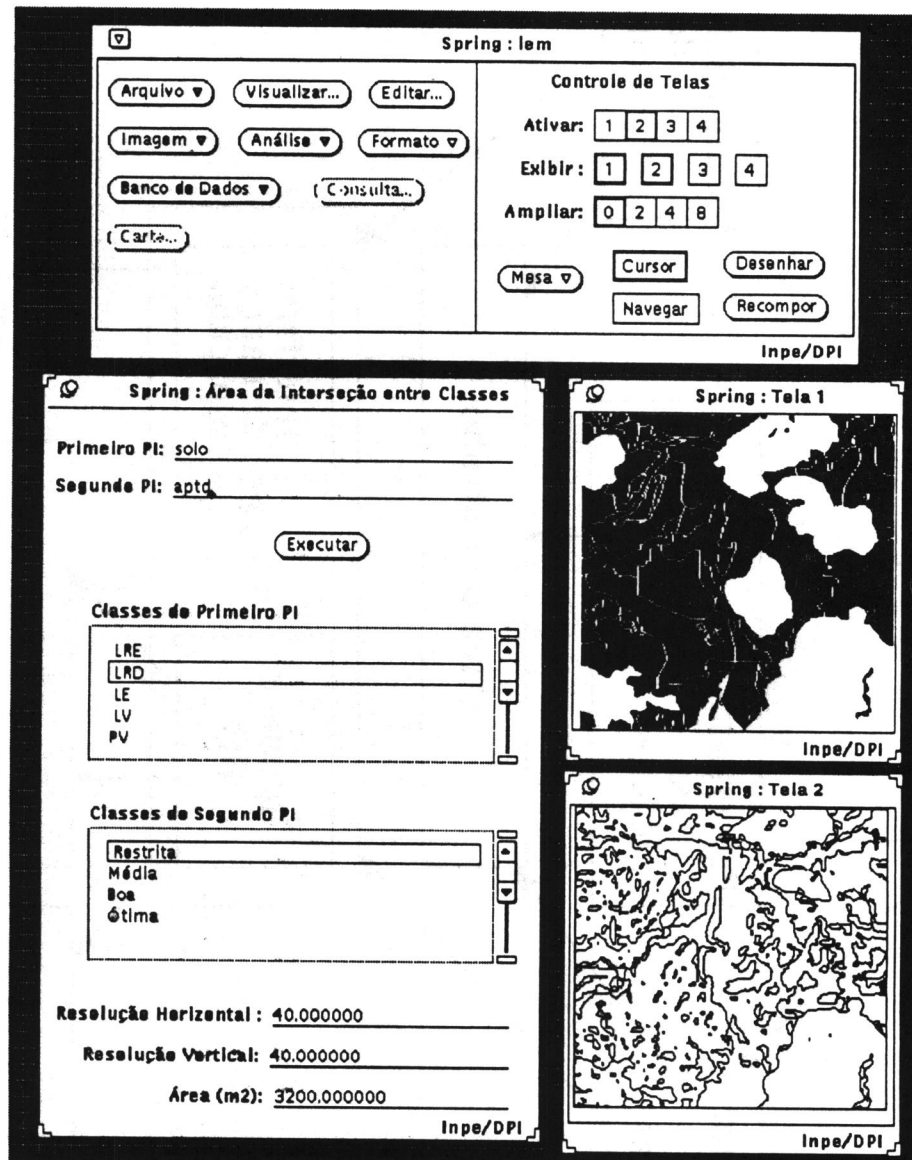 Spring : lem
Arquivo Visualizar... Editar...
Imagem Análise Formato
Banco de Dados Consulta...
Carta...
Controle de Telas
Ativar: 1 2 3 4
Exibir : 1 2 3 4
Ampliar: 0 2 4 8
Mesa Cursor Desenhar
Navegar Recompor
Inpe/DPI
Spring : Área da Interseção entre Classes
Primeiro PI: solo
Segundo PI: aptd
Executar
Classes do Primeiro PI
LRE
LRD
LE
LV
PV
Classes do Segundo PI
Restrita
Média
Boa
Ótima
Resolução Horizontal : 40.000000
Resolução Vertical: 40.000000
Área (m2): 3200.000000
Inpe/DPI
Spring : Tela 1
Inpe/DPI
Spring : Tela 2
Inpe/DPI